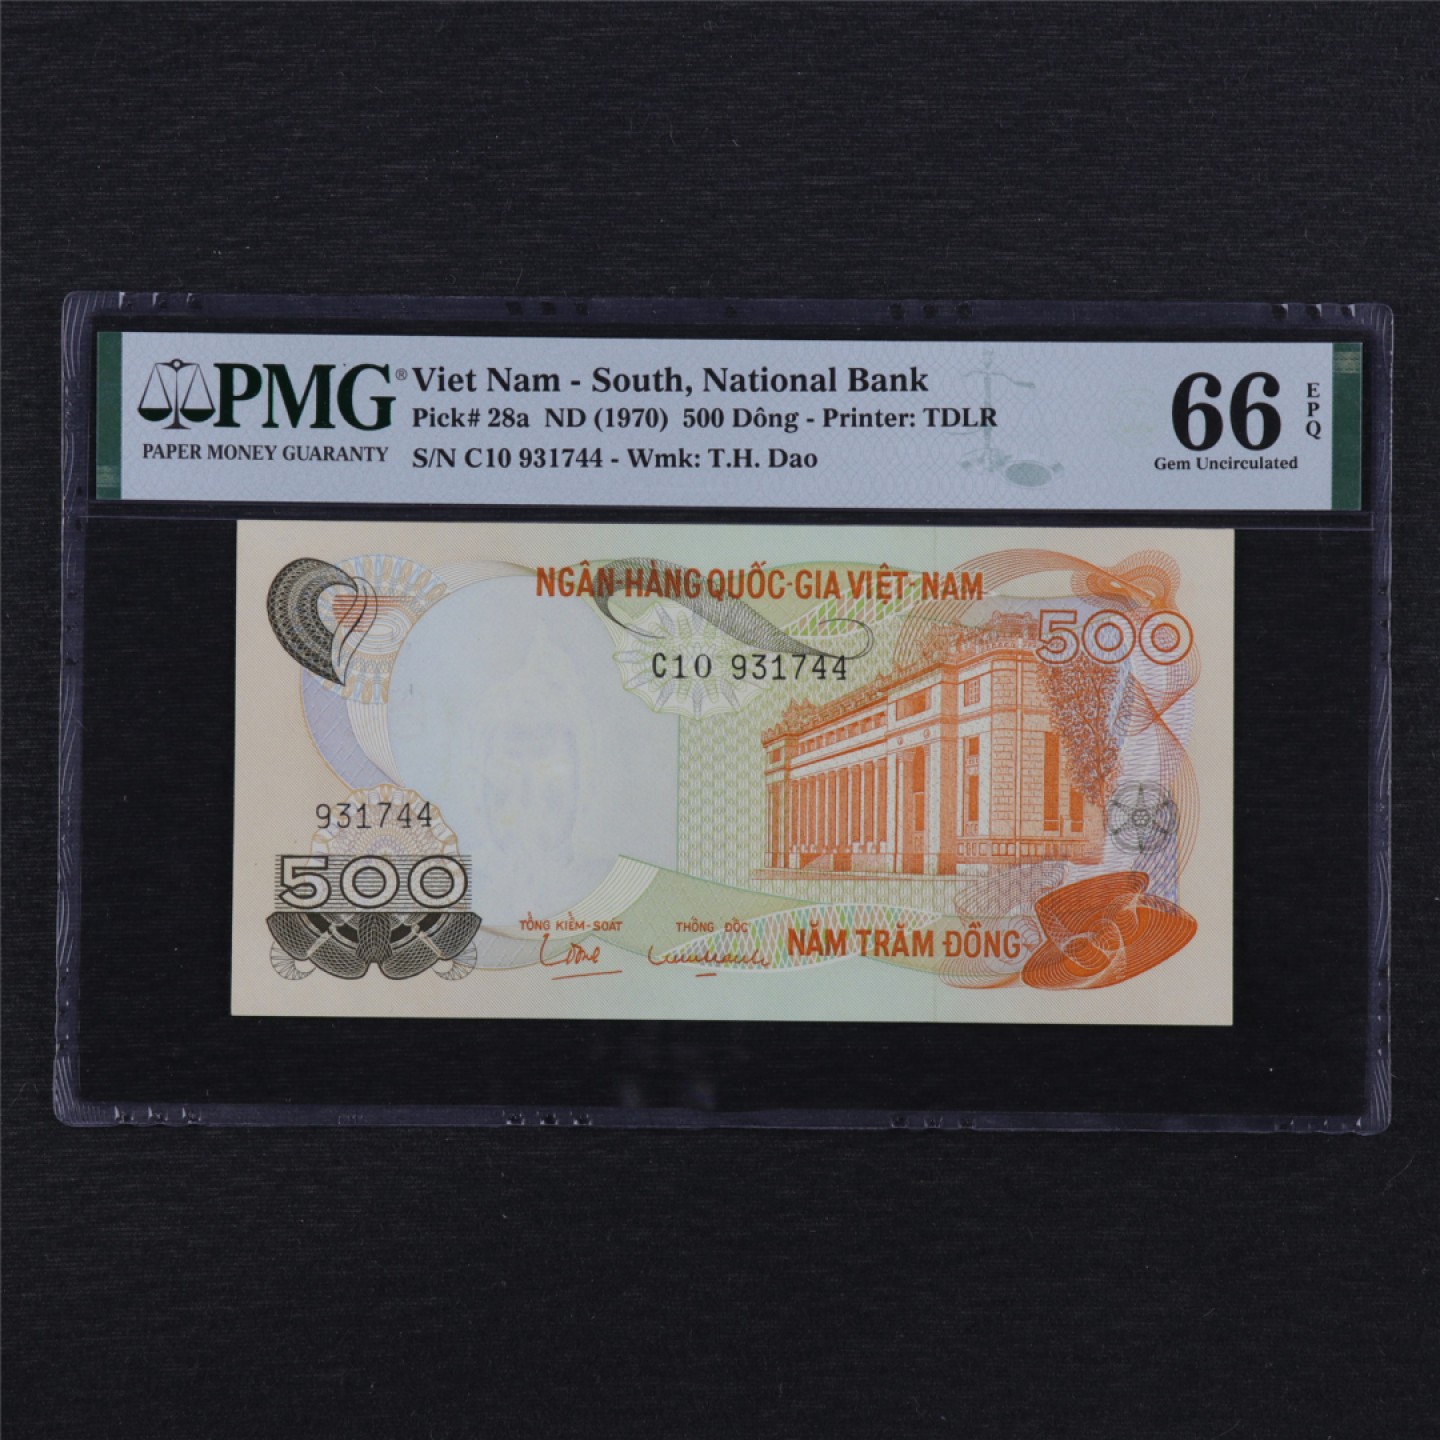 PMG®
PAPER MONEY GUARANTY
Viet Nam - South, National Bank
Pick# 28a ND (1970) 500 Dông - Printer: TDLR
S/N C10 931744 - Wmk: T.H. Dao
66
EPQ
Gem Uncirculated
NGÂN-HÀNG QUỐC-GIA VIỆT-NAM
500
C10 931744
931744
500
TỔNG KIỂM-SOÁT
THỐNG ĐỐC
NĂM TRĂM ĐỒNG